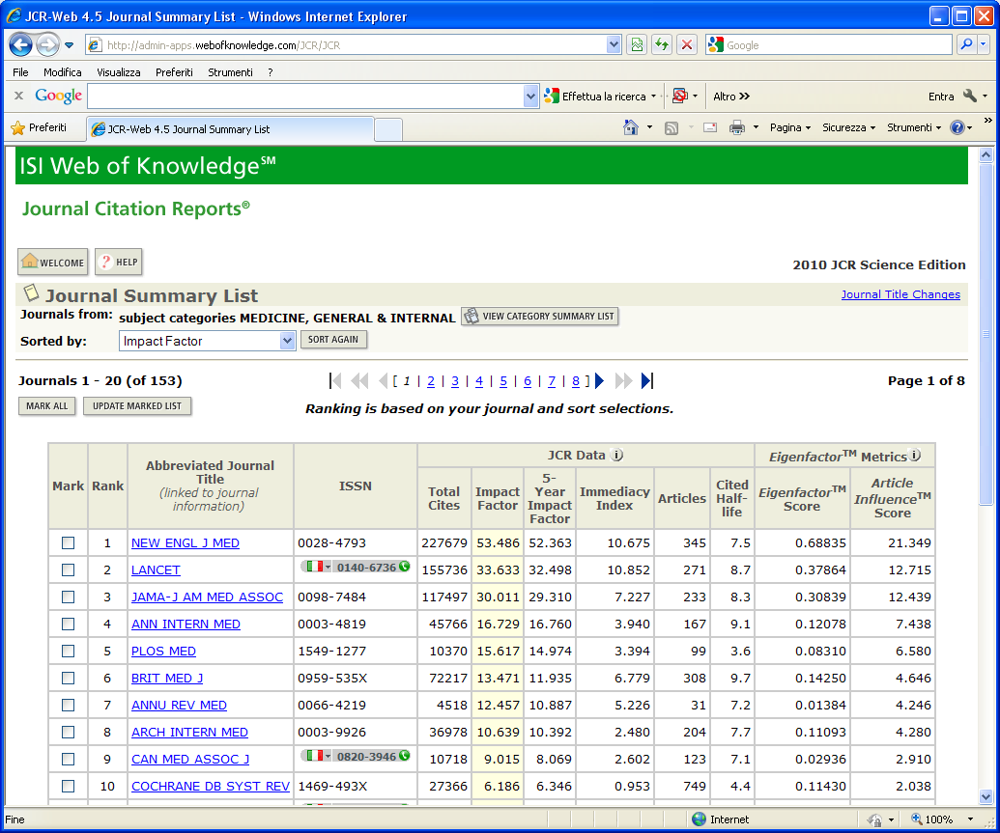 JCR-Web 4.5 Journal Summary List - Windows Internet Explorer
http://admin-apps.webofknowledge.com/JCR/JCR
Google
File Modifica Visualizza Preferiti Strumenti ?
x Google Effettua la ricerca Altro >> Entra
Preferiti JCR-Web 4.5 Journal Summary List Pagina Sicurezza Strumenti
ISI Web of Knowledge℠
Journal Citation Reports®
WELCOME ? HELP
2010 JCR Science Edition
Journal Summary List Journal Title Changes
Journals from: subject categories MEDICINE, GENERAL & INTERNAL VIEW CATEGORY SUMMARY LIST
Sorted by: Impact Factor SORT AGAIN
Journals 1 - 20 (of 153) [ 1 | 2 | 3 | 4 | 5 | 6 | 7 | 8 ] Page 1 of 8
MARK ALL UPDATE MARKED LIST Ranking is based on your journal and sort selections.
Mark Rank Abbreviated Journal Title (linked to journal information) ISSN JCR Data i Eigenfactor™ Metrics i
Total Cites Impact Factor 5-Year Impact Factor Immediacy Index Articles Cited Half-life Eigenfactor™ Score Article Influence™ Score
1 NEW ENGL J MED 0028-4793 227679 53.486 52.363 10.675 345 7.5 0.68835 21.349
2 LANCET 0140-6736 155736 33.633 32.498 10.852 271 8.7 0.37864 12.715
3 JAMA-J AM MED ASSOC 0098-7484 117497 30.011 29.310 7.227 233 8.3 0.30839 12.439
4 ANN INTERN MED 0003-4819 45766 16.729 16.760 3.940 167 9.1 0.12078 7.438
5 PLOS MED 1549-1277 10370 15.617 14.974 3.394 99 3.6 0.08310 6.580
6 BRIT MED J 0959-535X 72217 13.471 11.935 6.779 308 9.7 0.14250 4.646
7 ANNU REV MED 0066-4219 4518 12.457 10.887 5.226 31 7.2 0.01384 4.246
8 ARCH INTERN MED 0003-9926 36978 10.639 10.392 2.480 204 7.7 0.11093 4.280
9 CAN MED ASSOC J 0820-3946 10718 9.015 8.069 2.602 123 7.1 0.02936 2.910
10 COCHRANE DB SYST REV 1469-493X 27366 6.186 6.346 0.953 749 4.4 0.11430 2.038
Fine Internet 100%